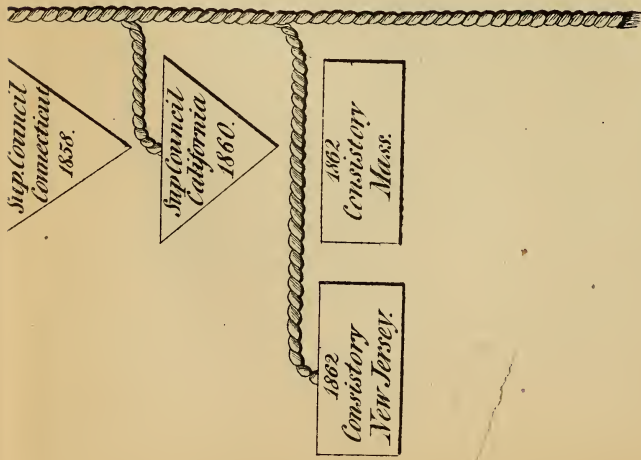 Sup. Council
Connecticut
1858.
Sup Council
California
1860.
1862
Consistory
Mass.
1862
Consistory
New Jersey.